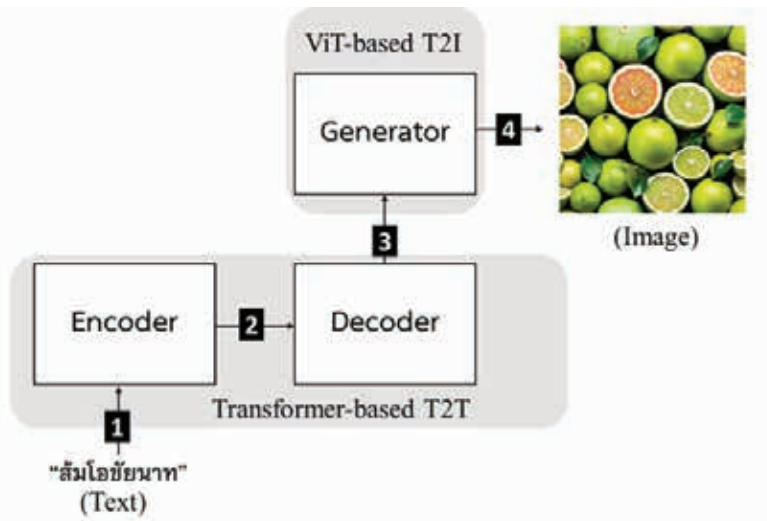 ViT-based T2I
Generator
4
(Image)
3
Encoder
2
Decoder
Transformer-based T2T
1
“ส้มโอชัยนาท”
(Text)